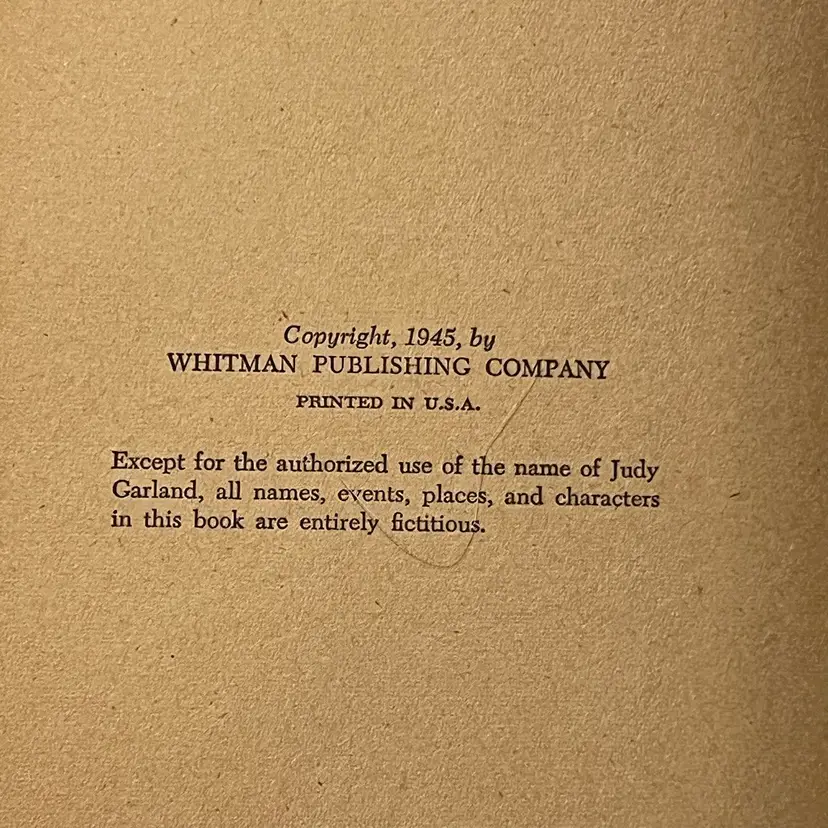 Copyright, 1945, by
WHITMAN PUBLISHING COMPANY
PRINTED IN U.S.A.
Except for the authorized use of the name of Judy
Garland, all names, events, places, and characters
in this book are entirely fictitious.